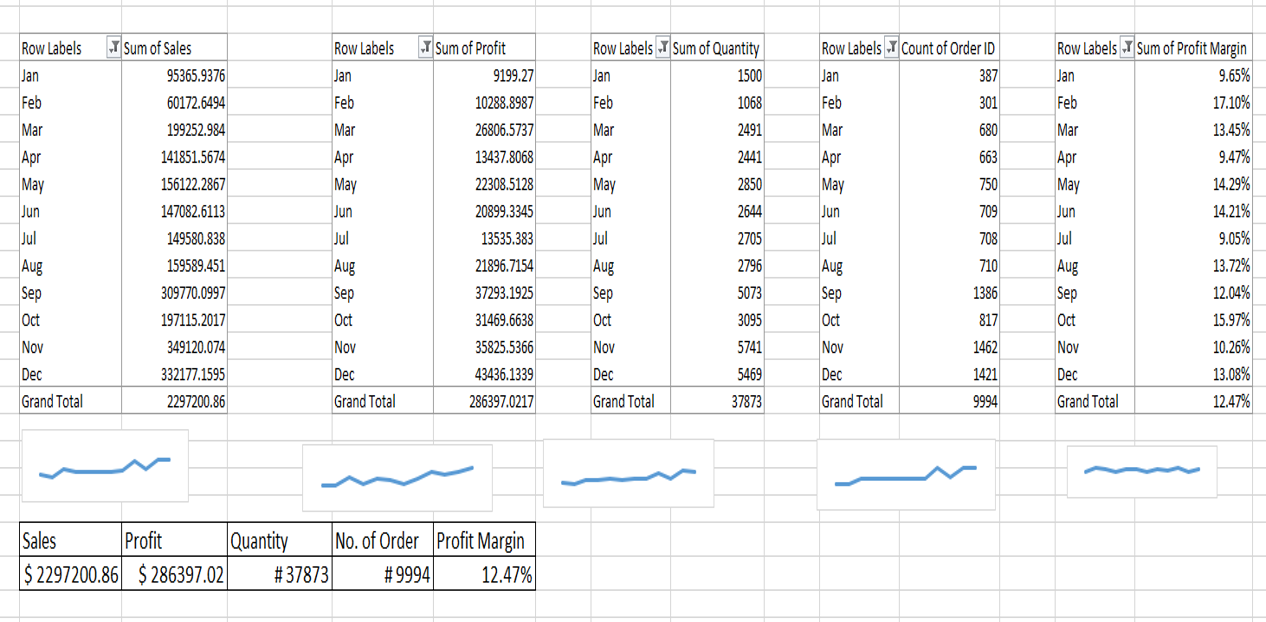 Row Labels Sum of Sales Row Labels Sum of Profit Row Labels Sum of Quantity Row Labels Count of Order ID Row Labels Sum of Profit Margin
Jan 95365.9376 Jan 9199.27 Jan 1500 Jan 387 Jan 9.65%
Feb 60172.6494 Feb 10288.8987 Feb 1068 Feb 301 Feb 17.10%
Mar 199252.984 Mar 26806.5737 Mar 2491 Mar 680 Mar 13.45%
Apr 141851.5674 Apr 13437.8068 Apr 2441 Apr 663 Apr 9.47%
May 156122.2867 May 22308.5128 May 2850 May 750 May 14.29%
Jun 147082.6113 Jun 20899.3345 Jun 2644 Jun 709 Jun 14.21%
Jul 149580.838 Jul 13535.383 Jul 2705 Jul 708 Jul 9.05%
Aug 159589.451 Aug 21896.7154 Aug 2796 Aug 710 Aug 13.72%
Sep 309770.0997 Sep 37293.1925 Sep 5073 Sep 1386 Sep 12.04%
Oct 197115.2017 Oct 31469.6638 Oct 3095 Oct 817 Oct 15.97%
Nov 349120.074 Nov 35825.5366 Nov 5741 Nov 1462 Nov 10.26%
Dec 332177.1595 Dec 43436.1339 Dec 5469 Dec 1421 Dec 13.08%
Grand Total 2297200.86 Grand Total 286397.0217 Grand Total 37873 Grand Total 9994 Grand Total 12.47%
Sales Profit Quantity No. of Order Profit Margin
$ 2297200.86 $ 286397.02 # 37873 # 9994 12.47%